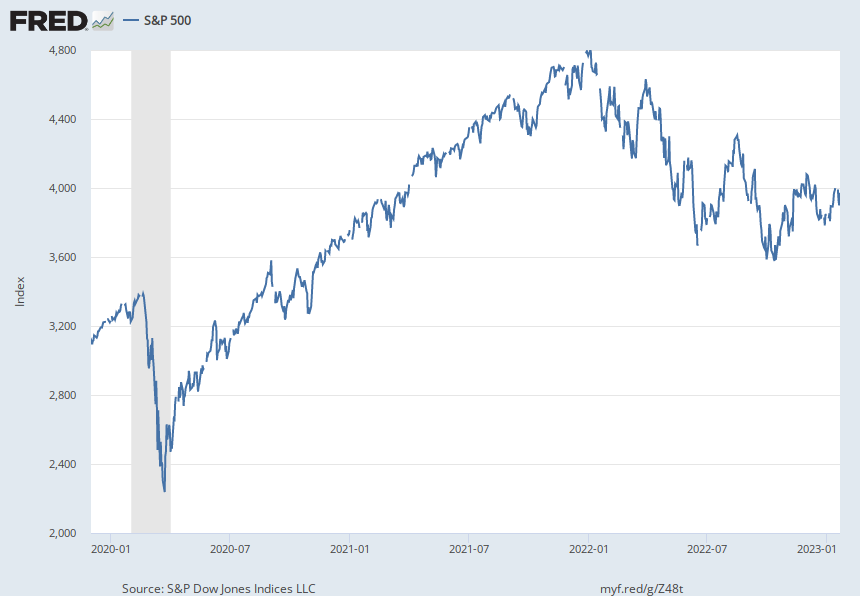 FRED S&P 500
4,800
4,400
4,000
3,600
3,200
2,800
2,400
2,000
Index
2020-01 2020-07 2021-01 2021-07 2022-01 2022-07 2023-01
Source: S&P Dow Jones Indices LLC myf.red/g/Z48t